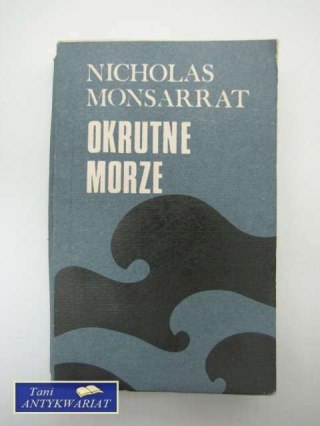 NICHOLAS
MONSARRAT
OKRUTNE
MORZE
Tani
ANTYKWARIAT